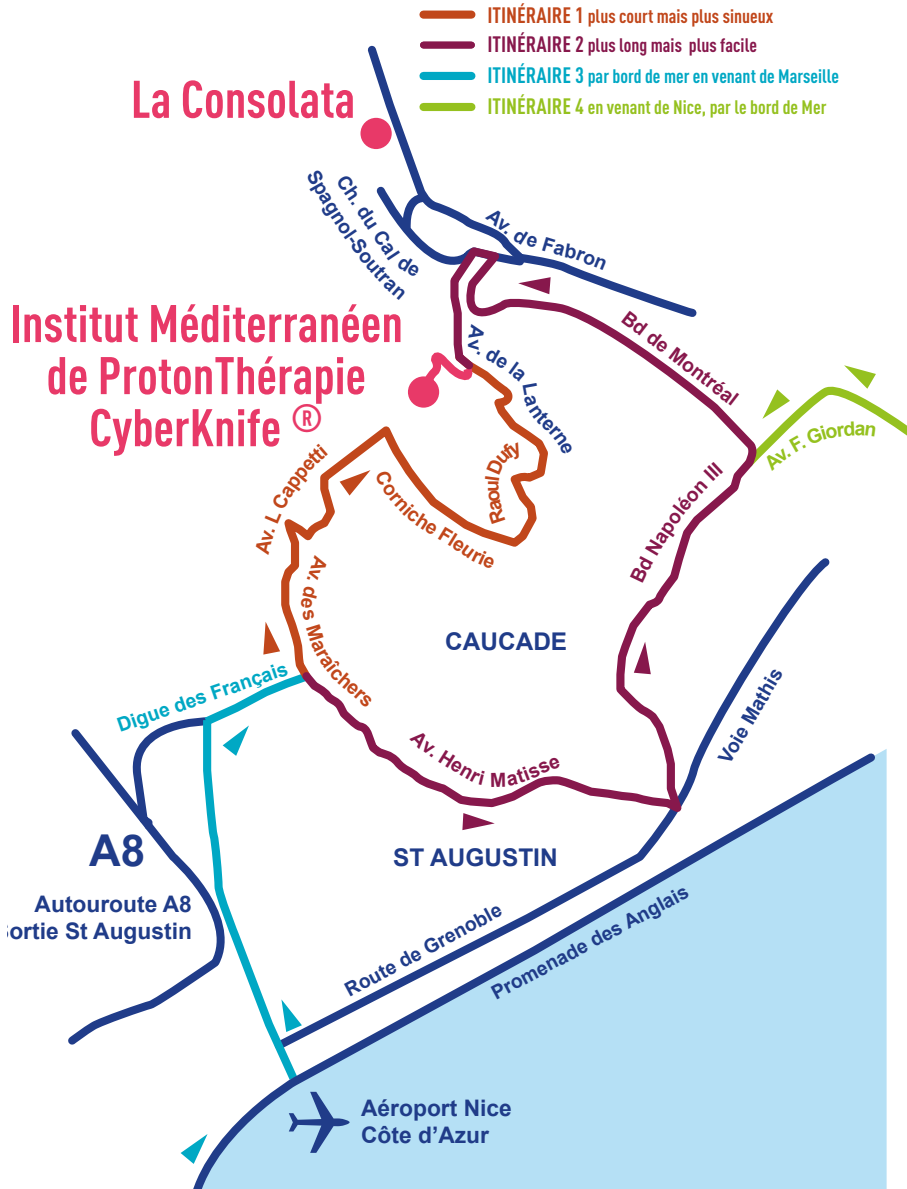 ITINÉRAIRE 1 plus court mais plus sinueux
ITINÉRAIRE 2 plus long mais plus facile
ITINÉRAIRE 3 par bord de mer en venant de Marseille
ITINÉRAIRE 4 en venant de Nice, par le bord de Mer
La Consolata
Ch. du Cal de
Spagnol-Soutran
Av. de Fabron
Institut Méditerranéen
de ProtonThérapie
CyberKnife ®
Av. de la Lanterne
Bd de Montréal
Av. F. Giordan
Raoul Dufy
Av. L Cappetti
Corniche Fleurie
Bd Napoléon III
Av. des Maraîchers
CAUCADE
Digue des Français
Voie Mathis
Av. Henri Matisse
A8
ST AUGUSTIN
Autouroute A8
ortie St Augustin
Route de Grenoble
Promenade des Anglais
Aéroport Nice
Côte d'Azur